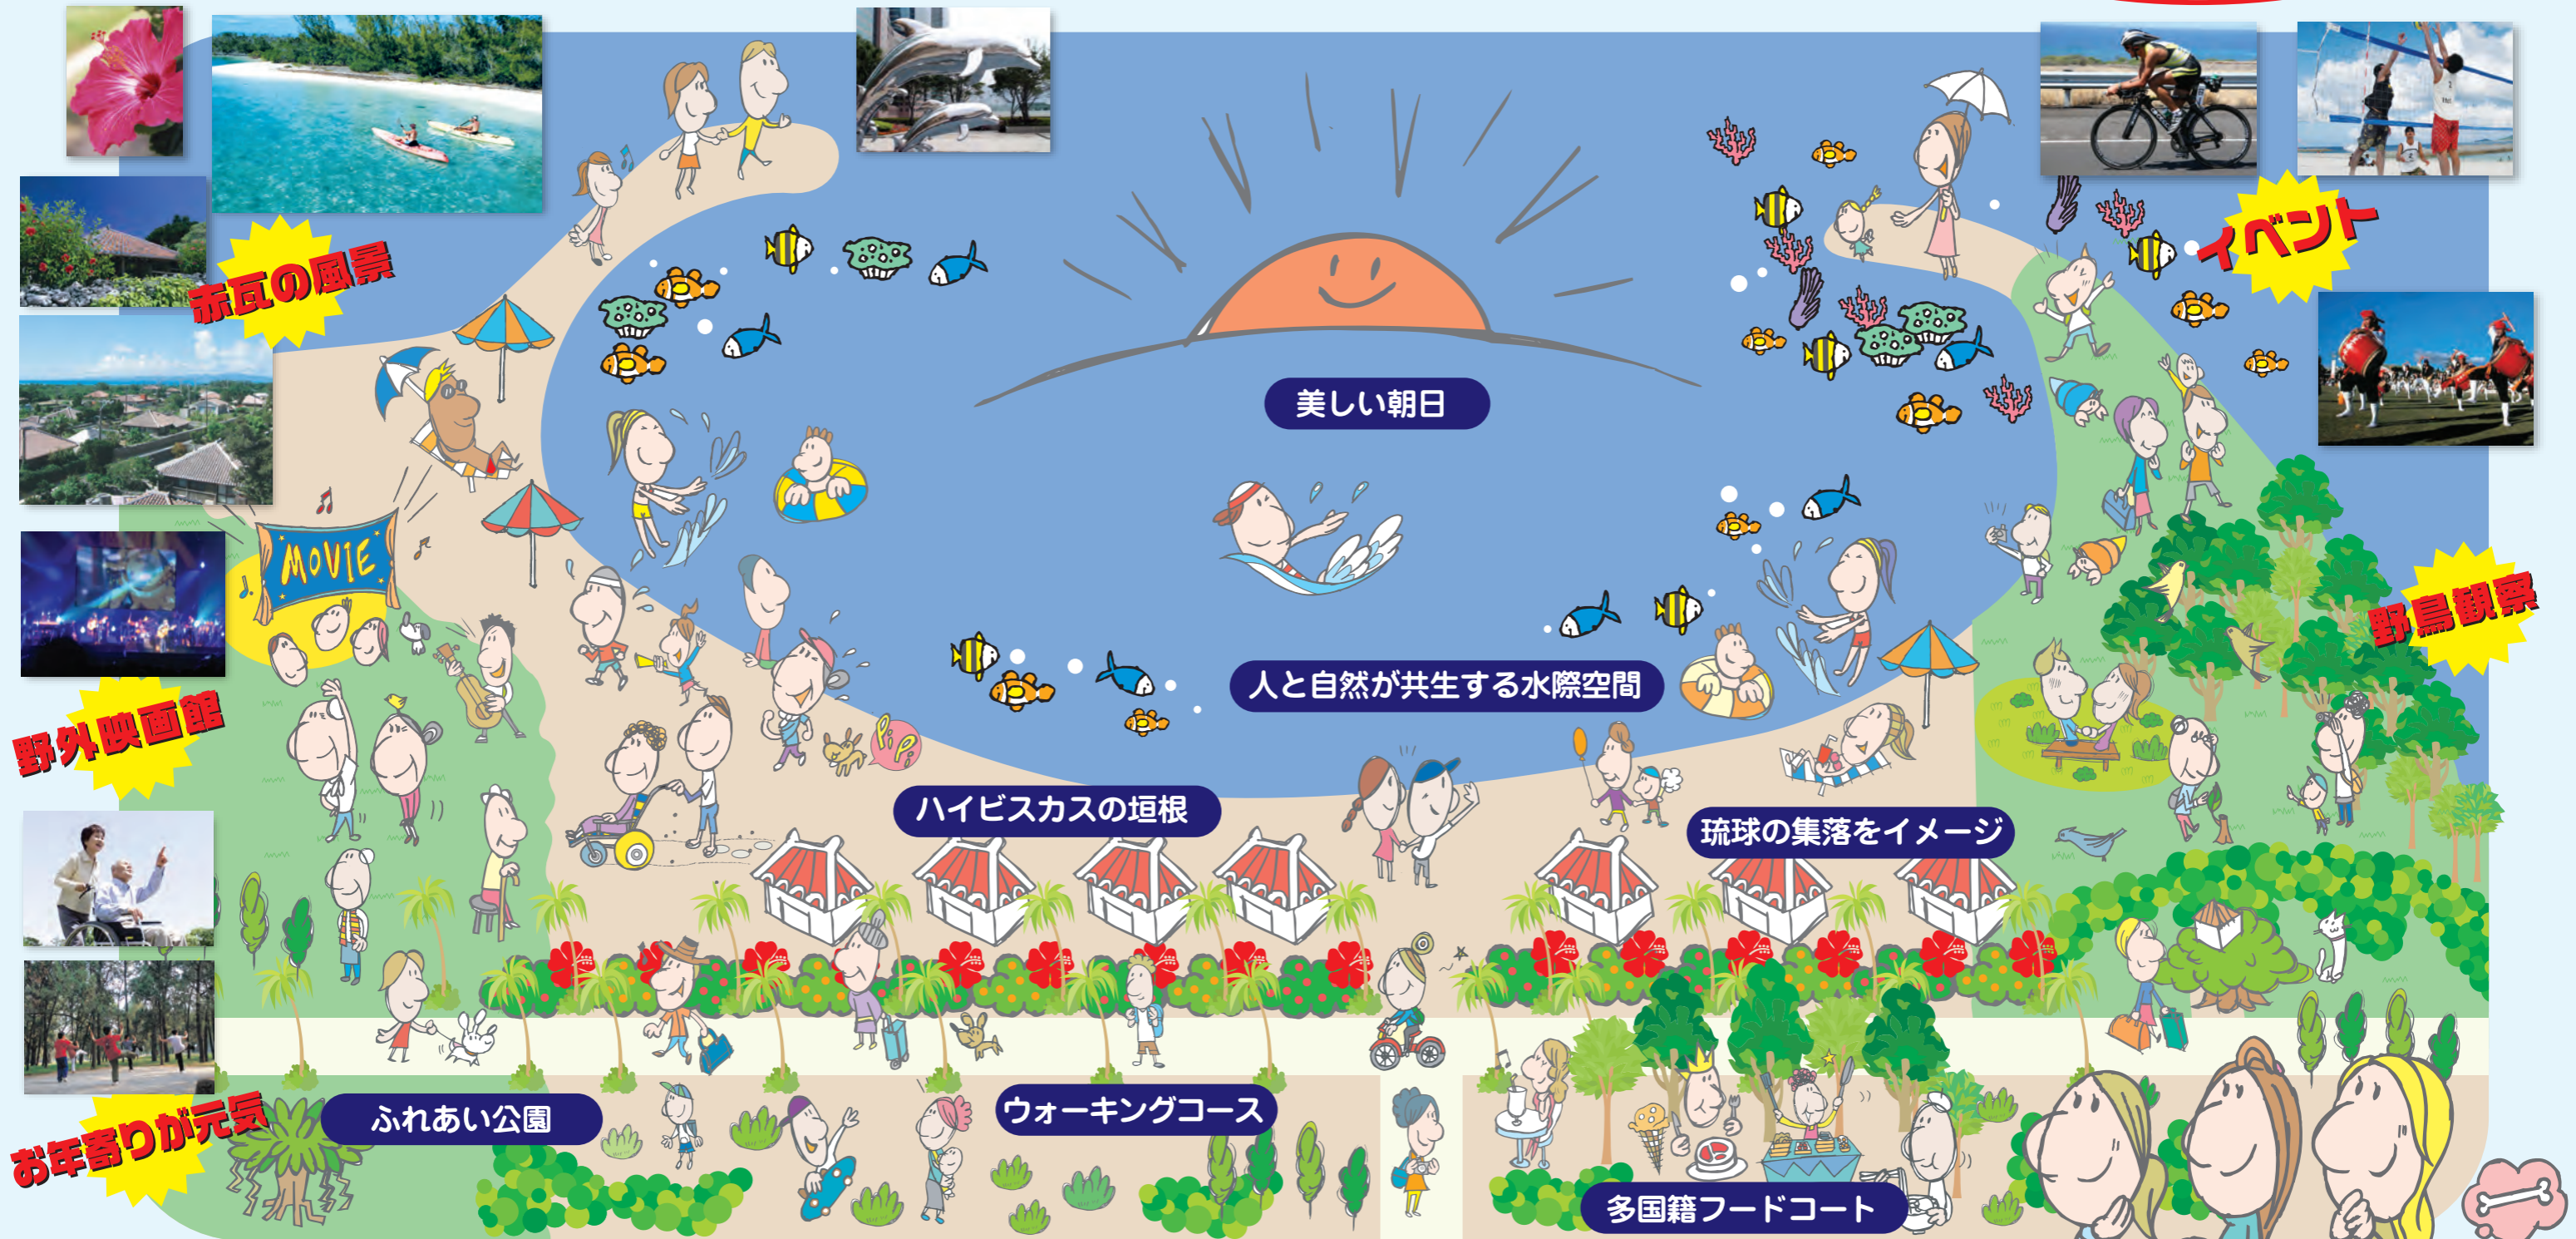 赤瓦の風景
イベント
美しい朝日
MOVIE
野鳥観察
人と自然が共生する水際空間
野外映画館
PiPi
ハイビスカスの垣根
琉球の集落をイメージ
お年寄りが元気
ふれあい公園
ウォーキングコース
多国籍フードコート